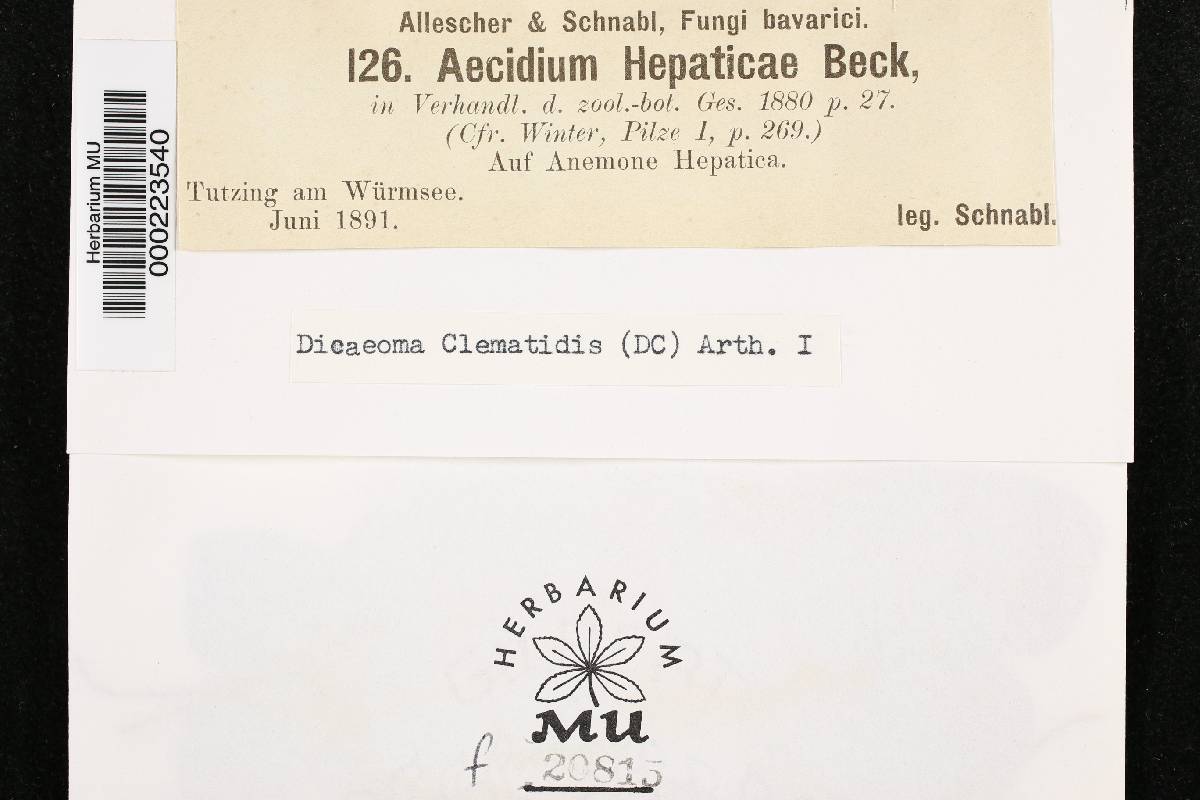 Allescher & Schnabl, Fungi bavarici.
126. Aecidium Hepaticae Beck,
in Verhandl. d. zool.-bot. Ges. 1880 p. 27.
(Cfr. Winter, Pilze I, p. 269.)
Auf Anemone Hepatica.
Tutzing am Würmsee.
Juni 1891.
leg. Schnabl.
Herbarium MU
000223540
Dicaeoma Clematidis (DC) Arth. I
HERBARIUM
MU
f 20815